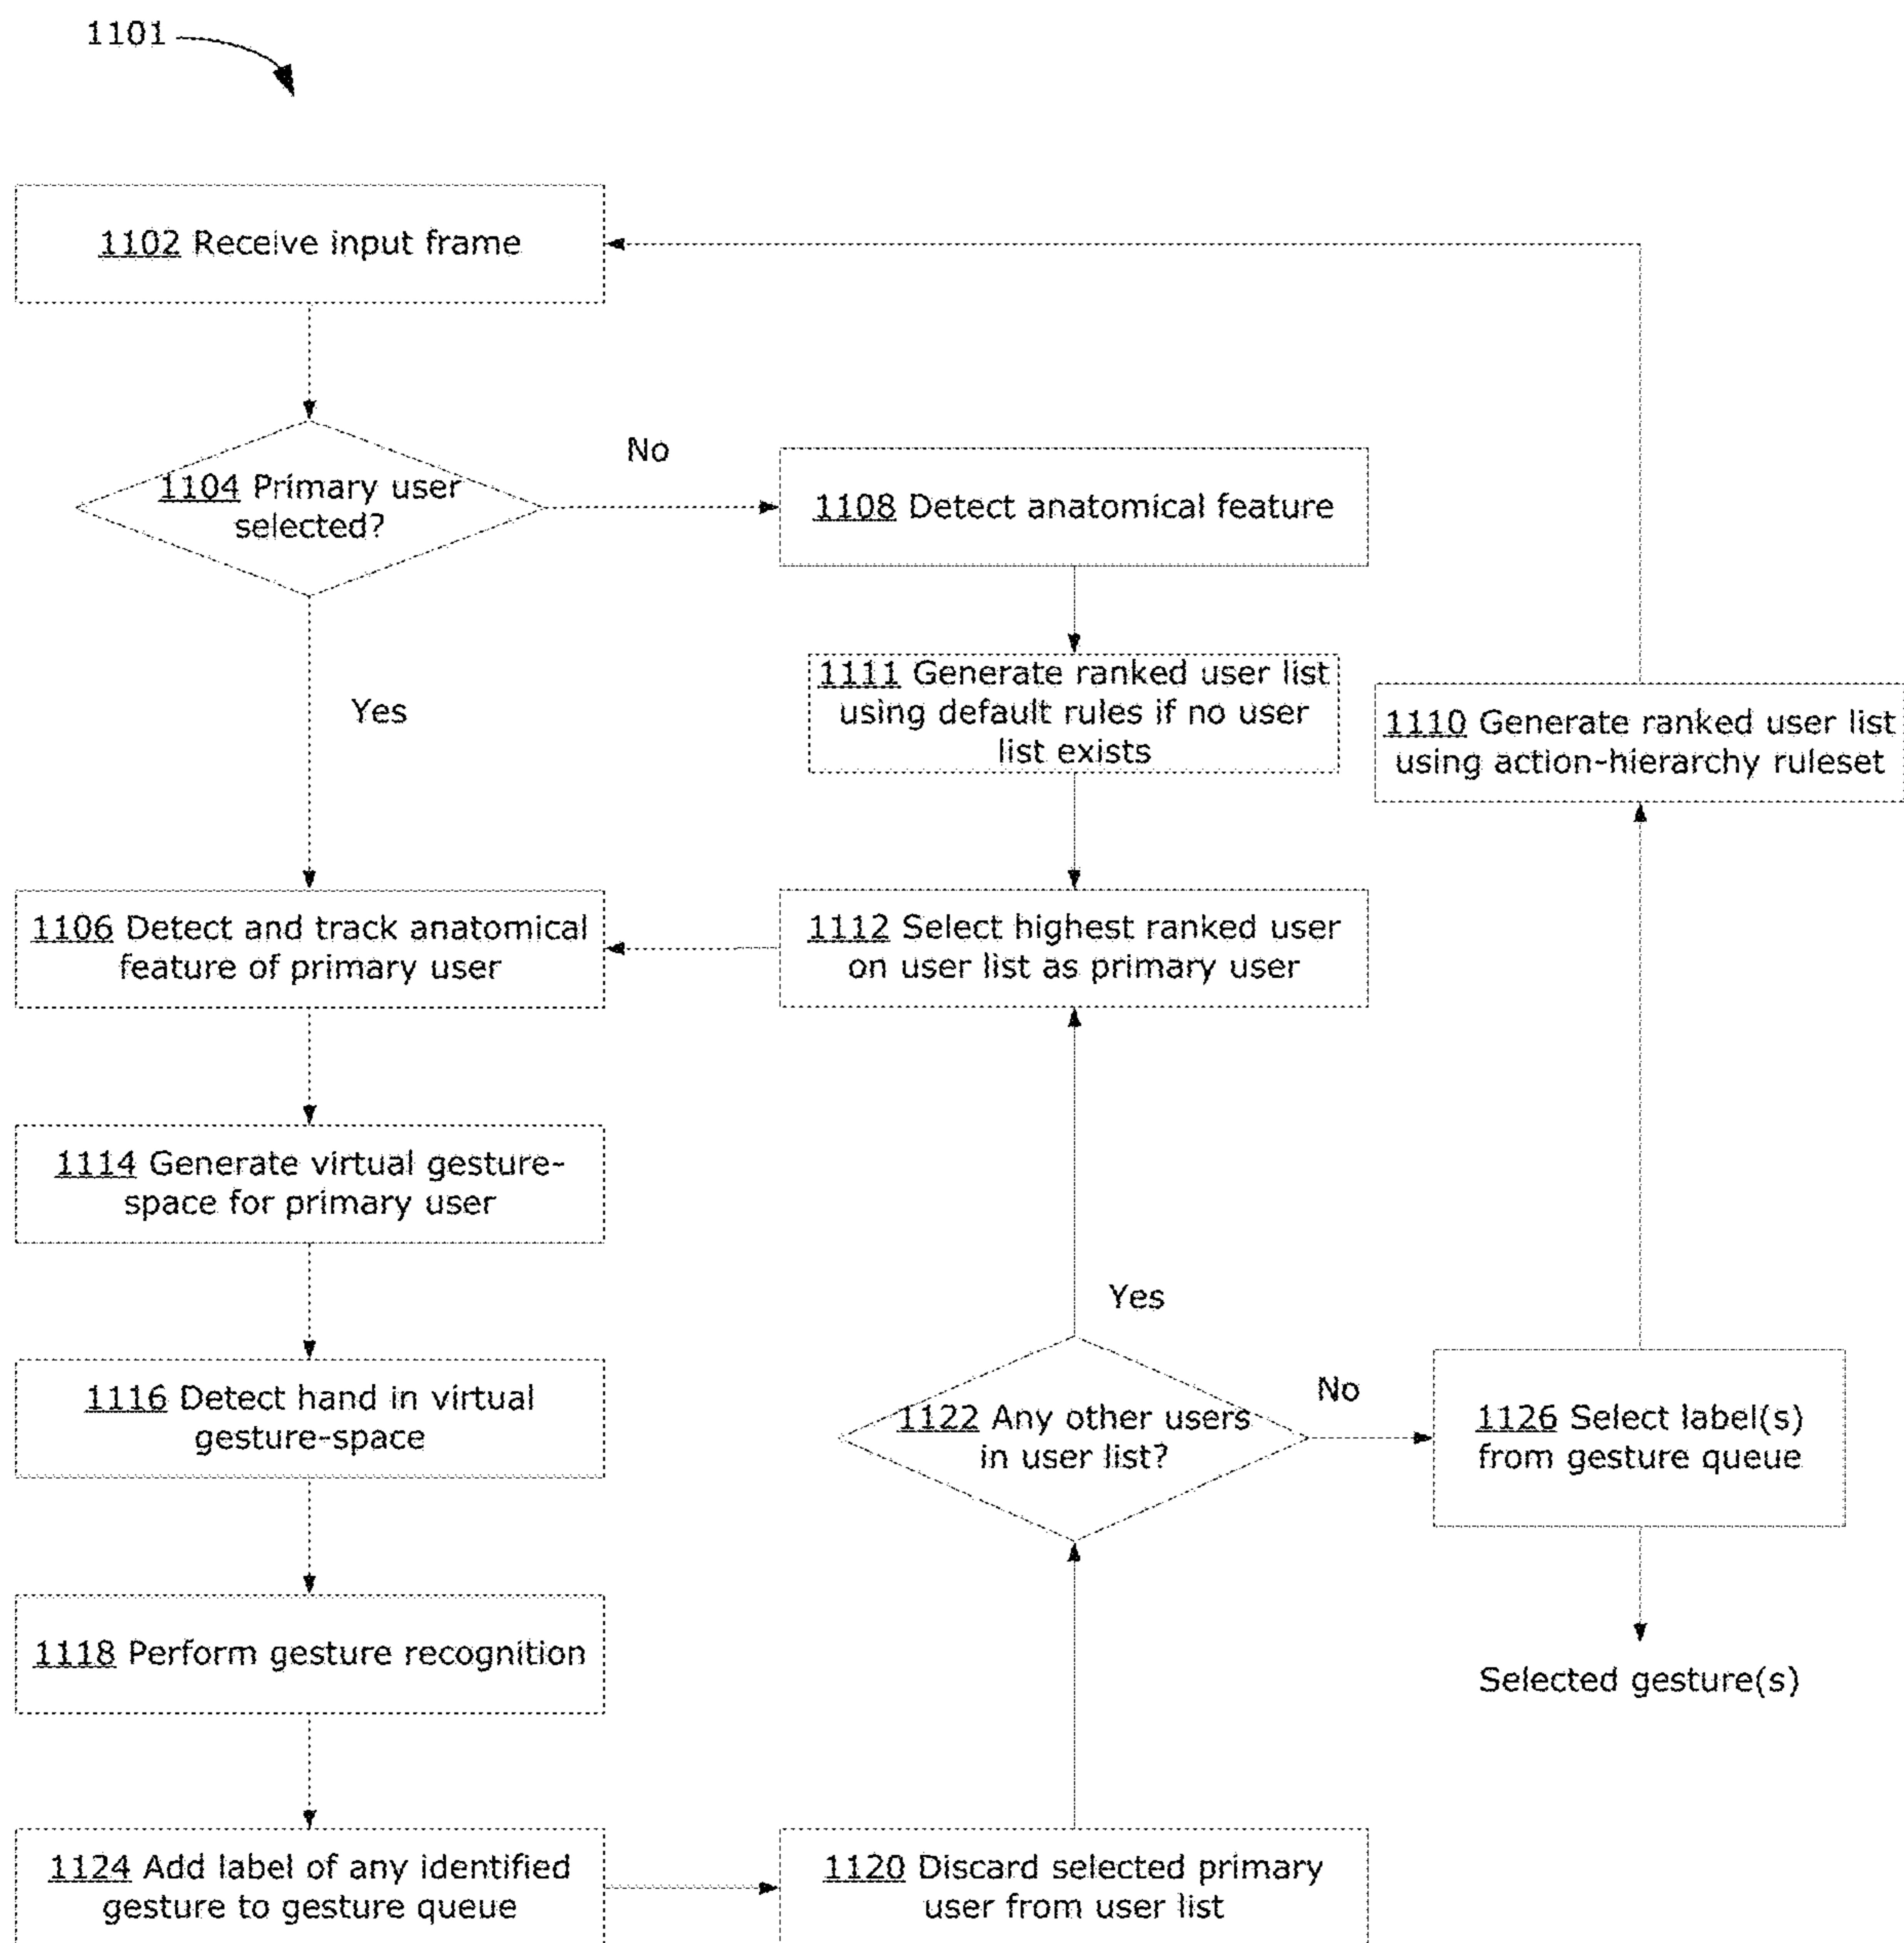 1101
1102 Receive input frame
No
1104 Primary user
selected?
1108 Detect anatomical feature
1111 Generate ranked user list
using default rules if no user
list exists
Yes
1110 Generate ranked user list
using action-hierarchy ruleset
1106 Detect and track anatomical
feature of primary user
1112 Select highest ranked user
on user list as primary user
1114 Generate virtual gesture-
space for primary user
Yes
1116 Detect hand in virtual
gesture-space
No
1122 Any other users
in user list?
1126 Select label(s)
from gesture queue
1118 Perform gesture recognition
Selected gesture(s)
1124 Add label of any identified
gesture to gesture queue
1120 Discard selected primary
user from user list